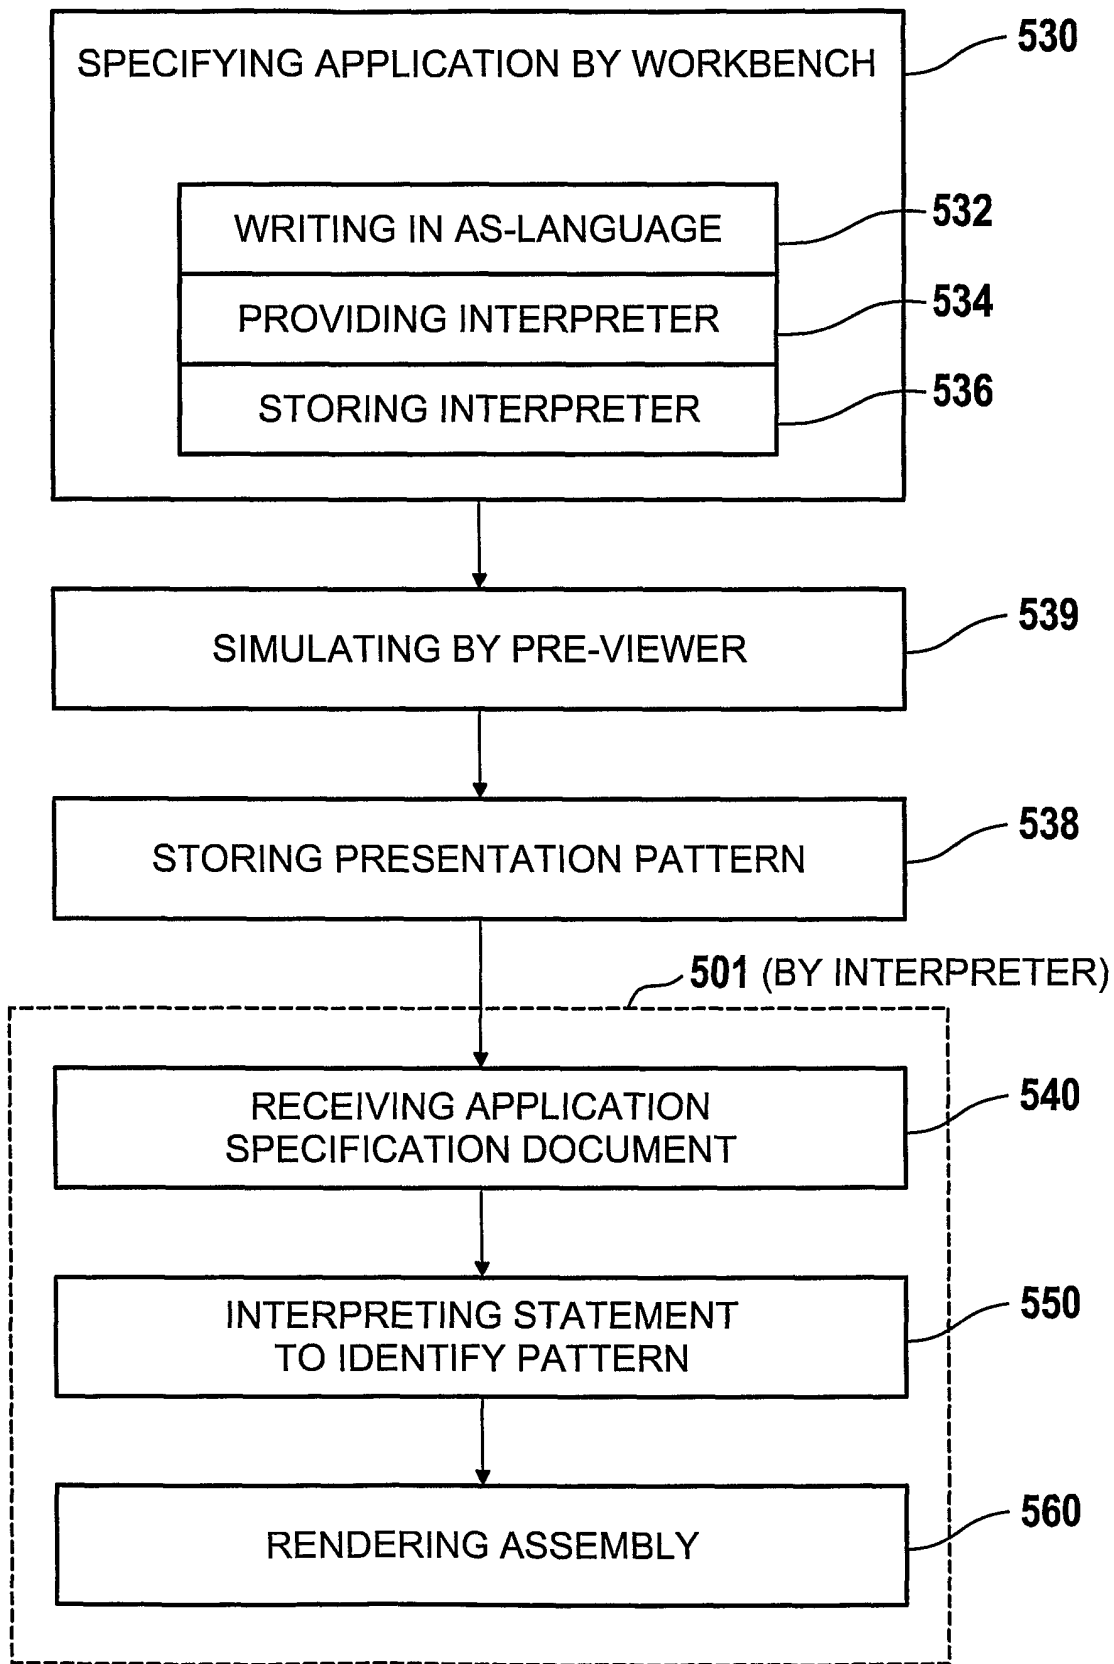 SPECIFYING APPLICATION BY WORKBENCH
530
WRITING IN AS-LANGUAGE
532
PROVIDING INTERPRETER
534
STORING INTERPRETER
536
SIMULATING BY PRE-VIEWER
539
STORING PRESENTATION PATTERN
538
501 (BY INTERPRETER)
RECEIVING APPLICATION
SPECIFICATION DOCUMENT
540
INTERPRETING STATEMENT
TO IDENTIFY PATTERN
550
RENDERING ASSEMBLY
560